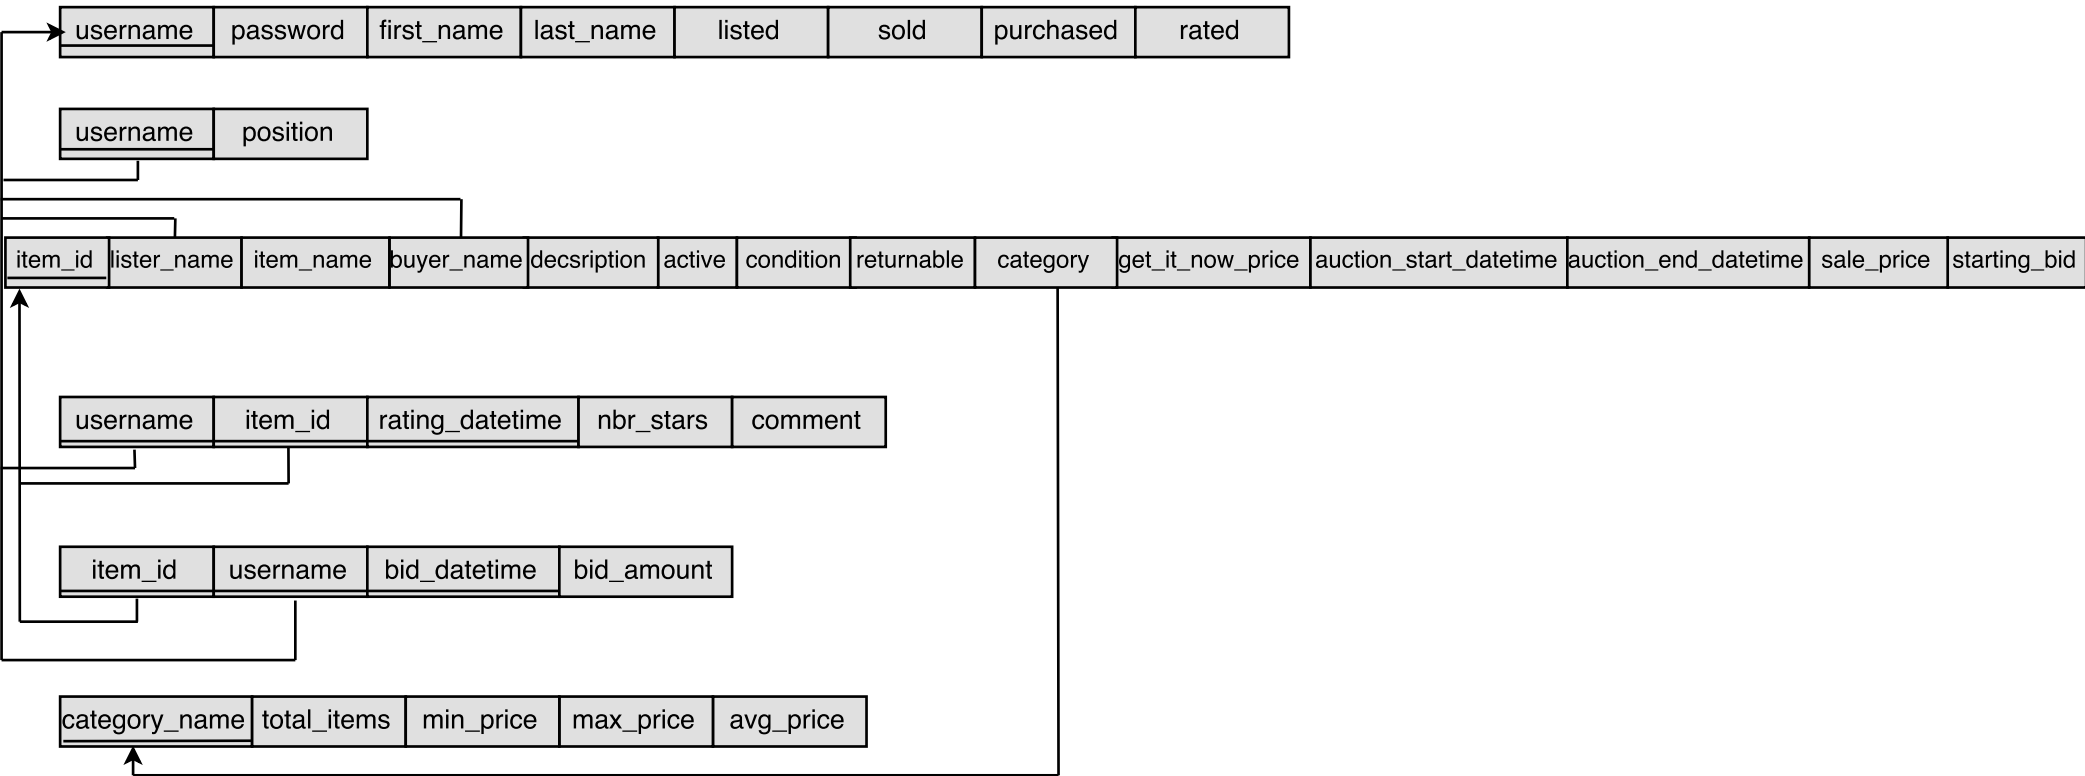 username password first_name last_name listed sold purchased rated
username position
item_id lister_name item_name buyer_name decsription active condition returnable category get_it_now_price auction_start_datetime auction_end_datetime sale_price starting_bid
username item_id rating_datetime nbr_stars comment
item_id username bid_datetime bid_amount
category_name total_items min_price max_price avg_price